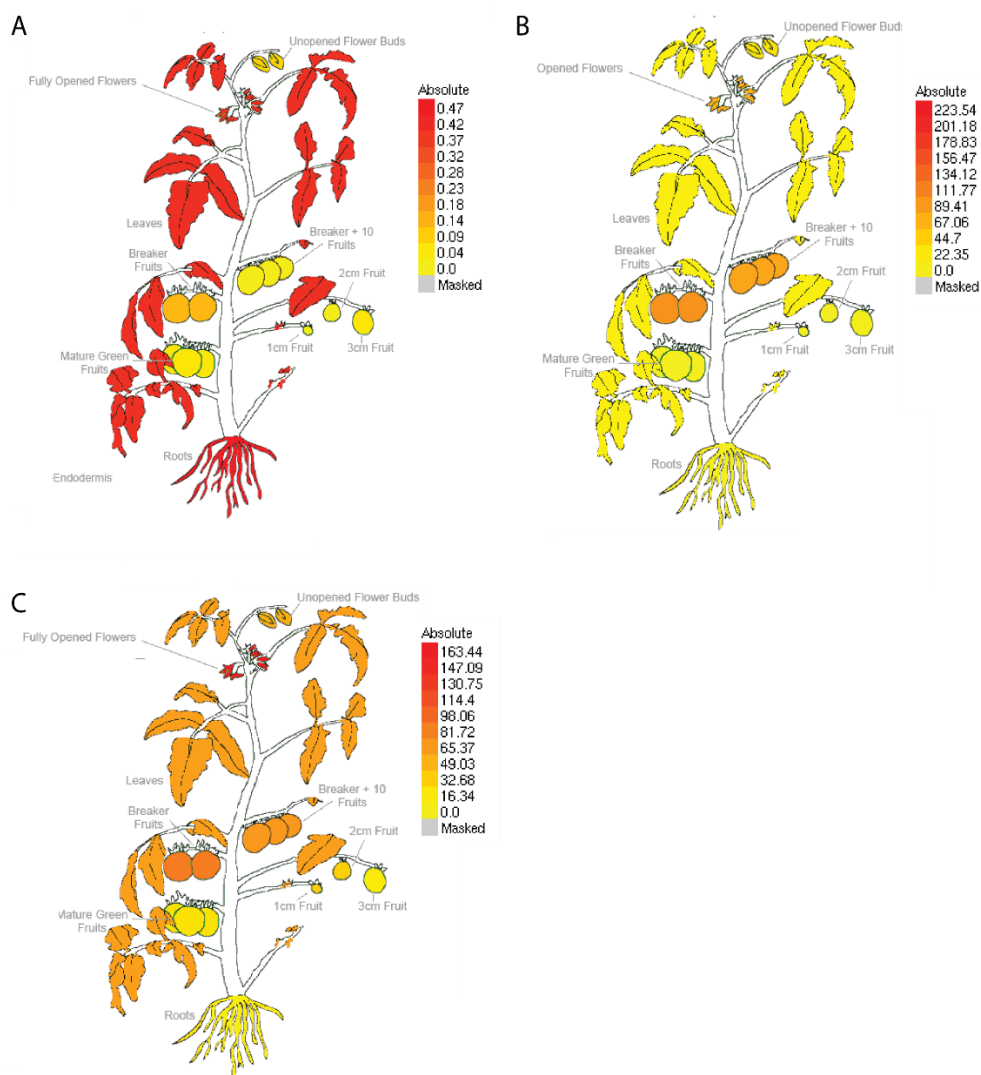 A
Unopened Flower Buds
Fully Opened Flowers
Absolute
0.47
0.42
0.37
0.32
0.28
0.23
0.18
0.14
0.09
0.04
0.0
Masked
Leaves
Breaker + 10
Fruits
Breaker
Fruits
2cm Fruit
1cm Fruit
3cm Fruit
Mature Green
Fruits
Roots
Endodermis
B
Unopened Flower Buds
Opened Flowers
Absolute
223.54
201.18
178.83
156.47
134.12
111.77
89.41
67.06
44.7
22.35
0.0
Masked
Leaves
Breaker + 10
Fruits
Breaker
Fruits
2cm Fruit
1cm Fruit
3cm Fruit
Mature Green
Fruits
Roots
C
Unopened Flower Buds
Fully Opened Flowers
Absolute
163.44
147.09
130.75
114.4
98.06
81.72
65.37
49.03
32.68
16.34
0.0
Masked
Leaves
Breaker + 10
Fruits
Breaker
Fruits
2cm Fruit
1cm Fruit
3cm Fruit
Mature Green
Fruits
Roots